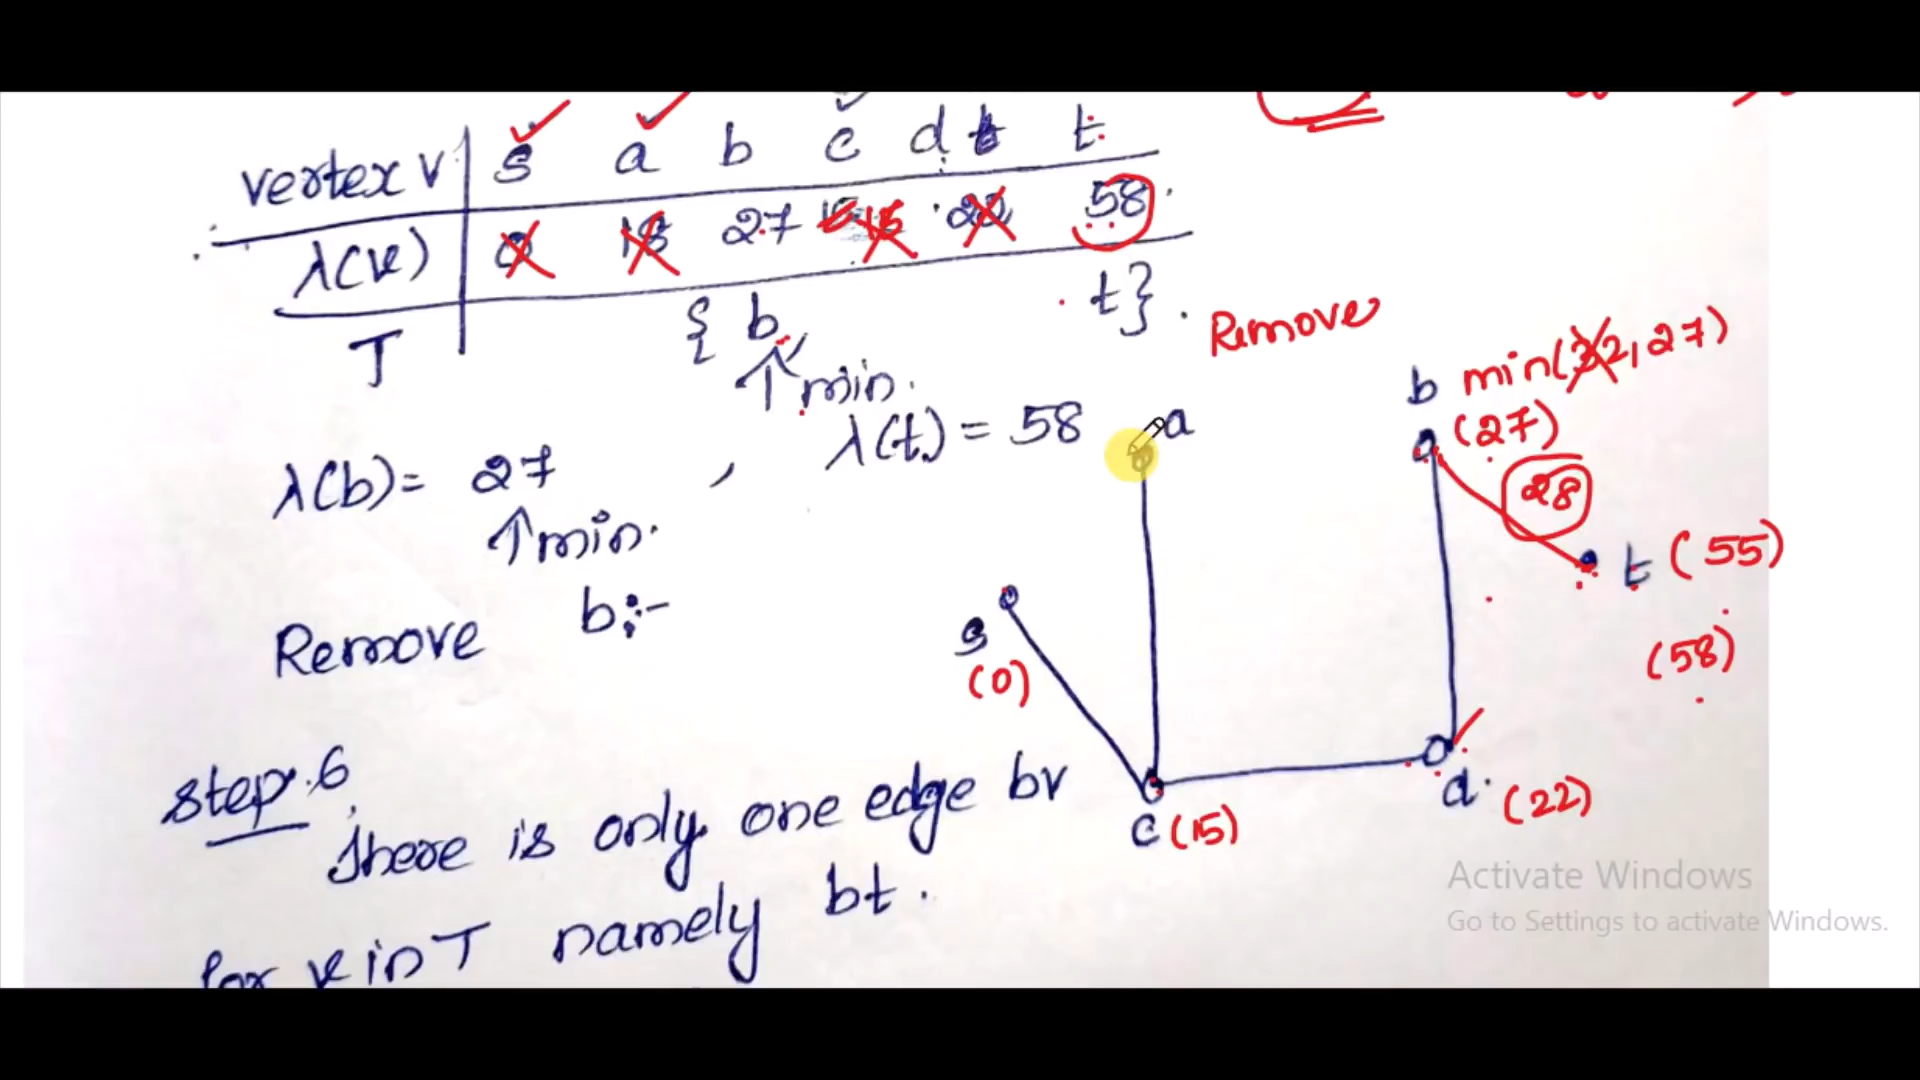 vertex v s a b c d t
λ(v) 0 18 27 15 22 58
T { b t}.
↑min.
Remove
min(32,27)
b
(27)
28
a
λ(b)= 27 , λ(t) = 58
↑min.
t (55)
(58)
Remove b:-
s
(0)
c (15)
d. (22)
step.6
There is only one edge bv
for v in T namely bt.
Activate Windows
Go to Settings to activate Windows.